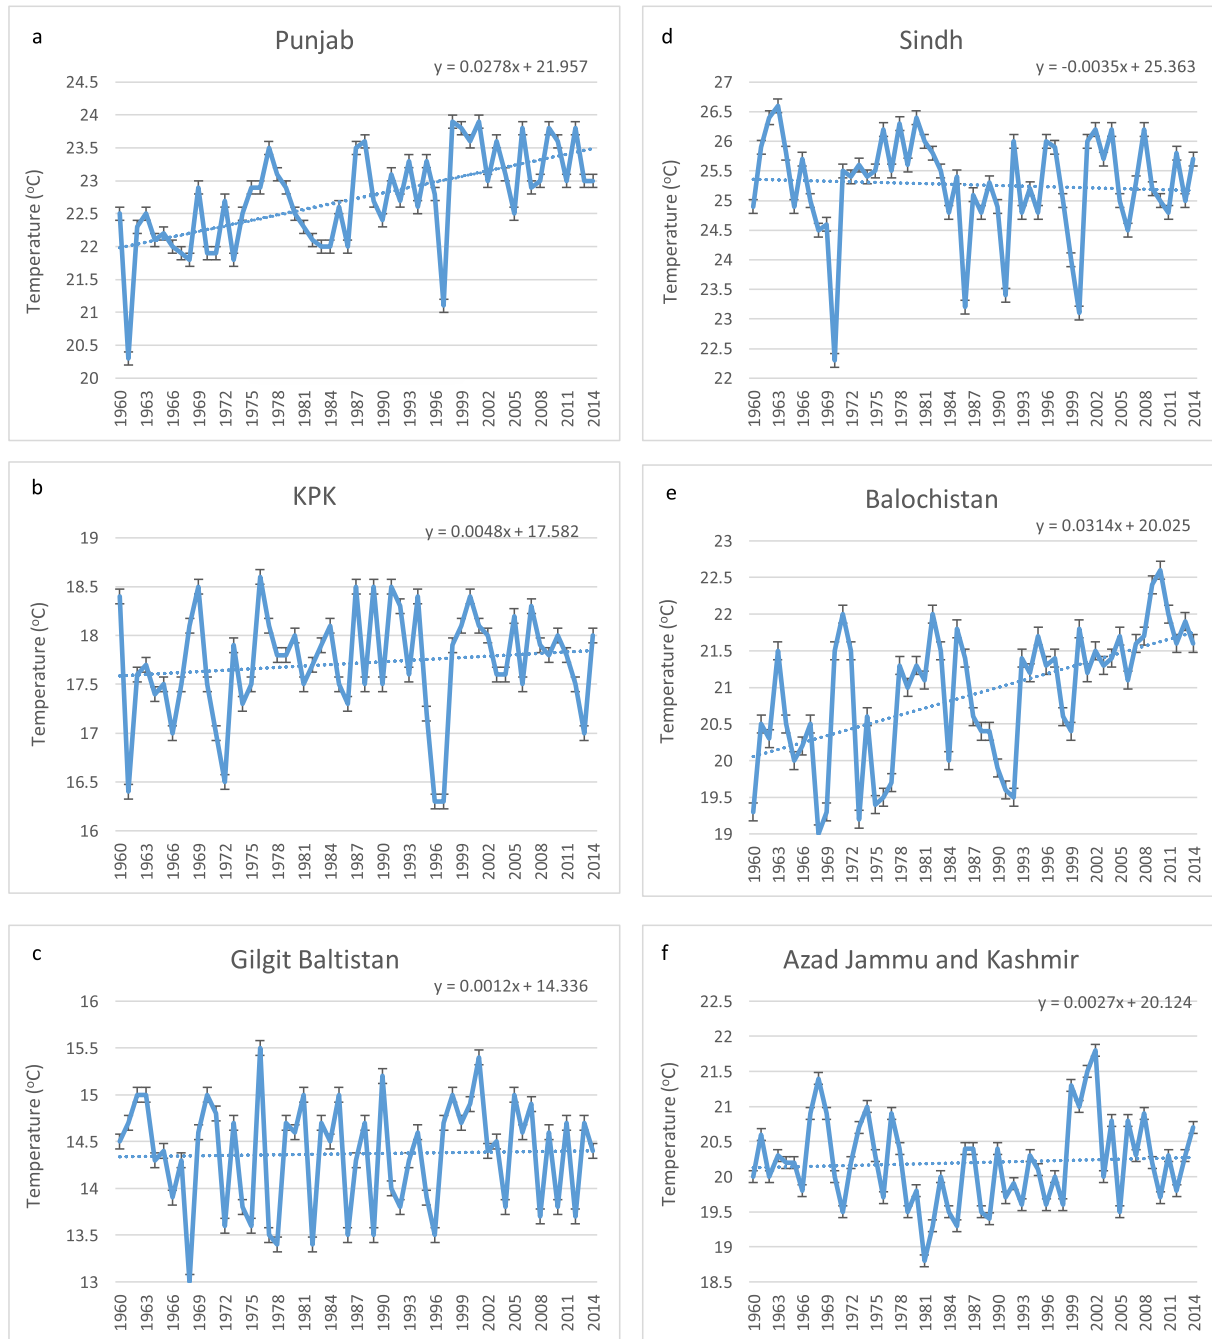 a
Punjab
y = 0.0278x + 21.957
24.5
24
23.5
23
22.5
22
21.5
21
20.5
20
Temperature (°C)
1960 1963 1966 1969 1972 1975 1978 1981 1984 1987 1990 1993 1996 1999 2002 2005 2008 2011 2014
d
Sindh
y = -0.0035x + 25.363
27
26.5
26
25.5
25
24.5
24
23.5
23
22.5
22
Temperature (°C)
1960 1963 1966 1969 1972 1975 1978 1981 1984 1987 1990 1993 1996 1999 2002 2005 2008 2011 2014
b
KPK
y = 0.0048x + 17.582
19
18.5
18
17.5
17
16.5
16
Temperature (°C)
1960 1963 1966 1969 1972 1975 1978 1981 1984 1987 1990 1993 1996 1999 2002 2005 2008 2011 2014
e
Balochistan
y = 0.0314x + 20.025
23
22.5
22
21.5
21
20.5
20
19.5
19
Temperature (°C)
1960 1963 1966 1969 1972 1975 1978 1981 1984 1987 1990 1993 1996 1999 2002 2005 2008 2011 2014
c
Gilgit Baltistan
y = 0.0012x + 14.336
16
15.5
15
14.5
14
13.5
13
Temperature (°C)
1960 1963 1966 1969 1972 1975 1978 1981 1984 1987 1990 1993 1996 1999 2002 2005 2008 2011 2014
f
Azad Jammu and Kashmir
y = 0.0027x + 20.124
22.5
22
21.5
21
20.5
20
19.5
19
18.5
Temperature (°C)
1960 1963 1966 1969 1972 1975 1978 1981 1984 1987 1990 1993 1996 1999 2002 2005 2008 2011 2014